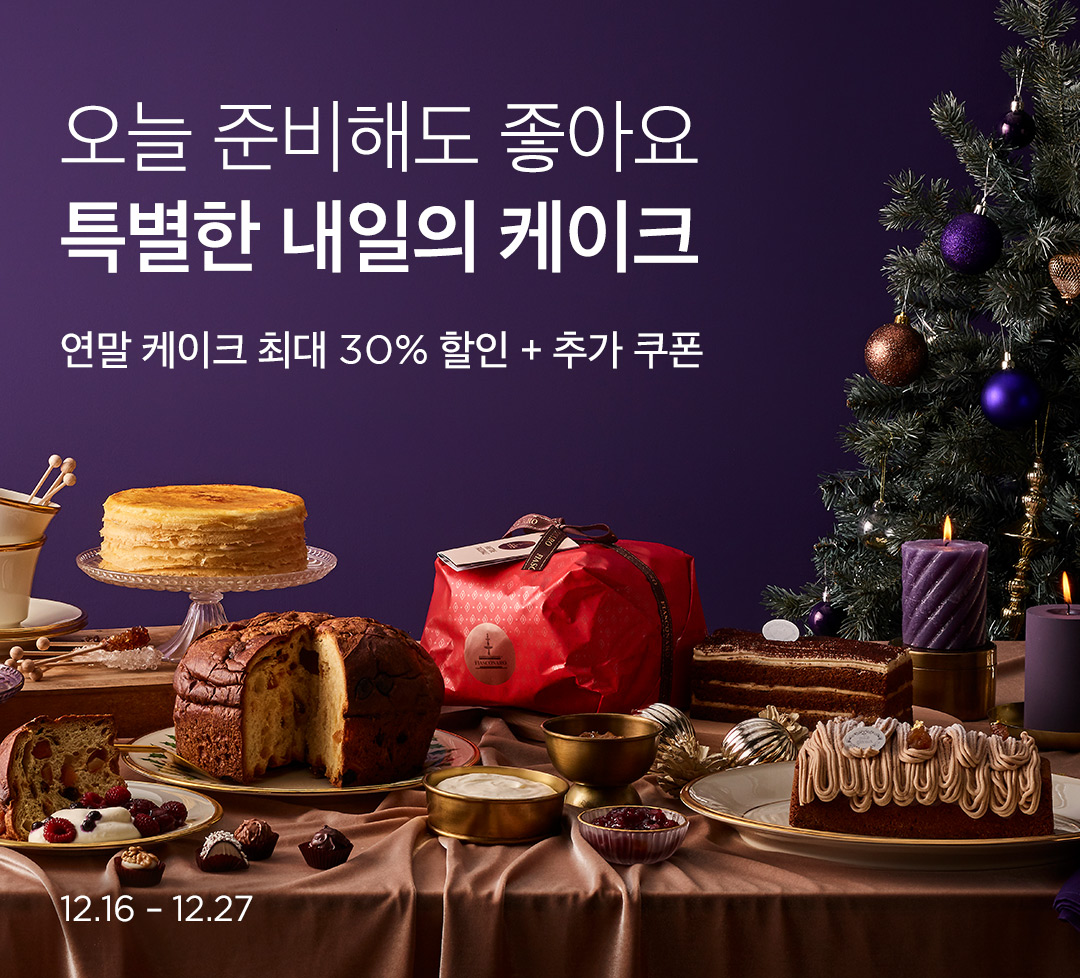 오늘 준비해도 좋아요
특별한 내일의 케이크
연말 케이크 최대 30% 할인 + 추가 쿠폰
FIASCONARO
12.16 – 12.27